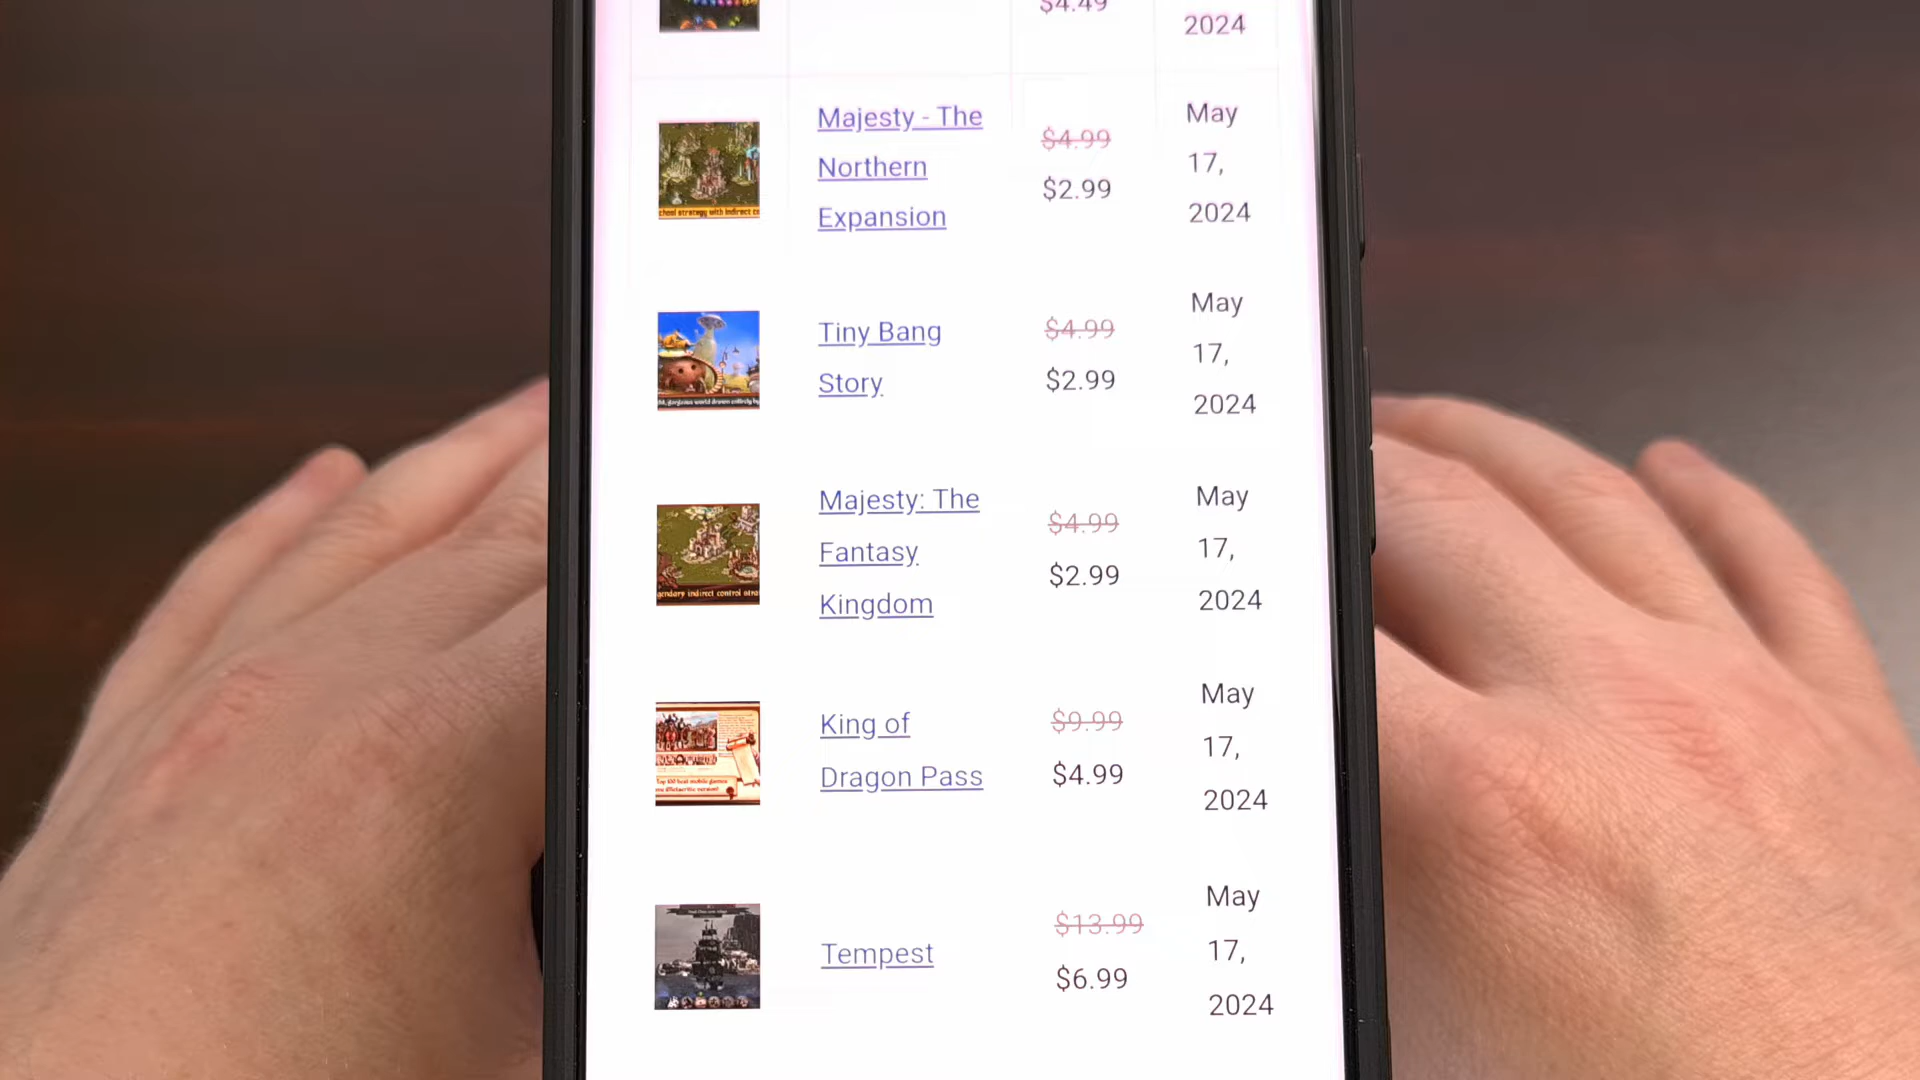 $4.49
2024
Majesty - The
Northern
Expansion
$4.99
$2.99
May
17,
2024
Tiny Bang
Story
$4.99
$2.99
May
17,
2024
Majesty: The
Fantasy
Kingdom
$4.99
$2.99
May
17,
2024
King of
Dragon Pass
$9.99
$4.99
May
17,
2024
Tempest
$13.99
$6.99
May
17,
2024